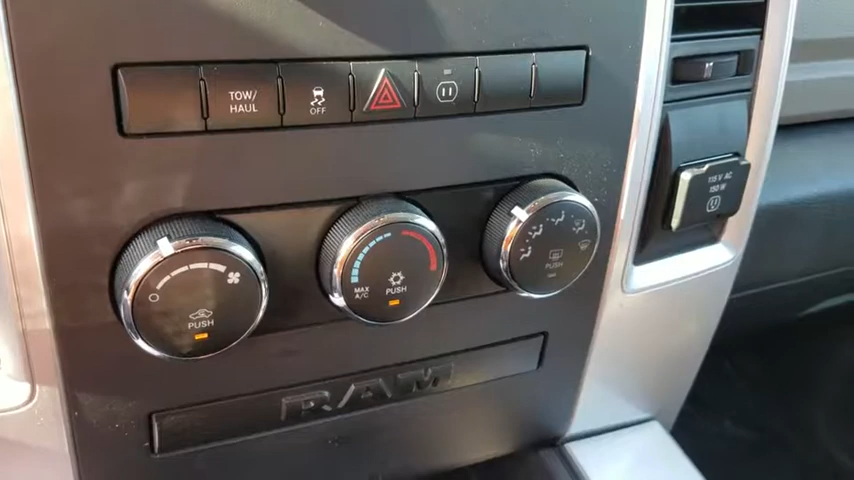 TOW/
HAUL
OFF
115 V AC
150 W
PUSH
MAX
A/C
PUSH
PUSH
RAM